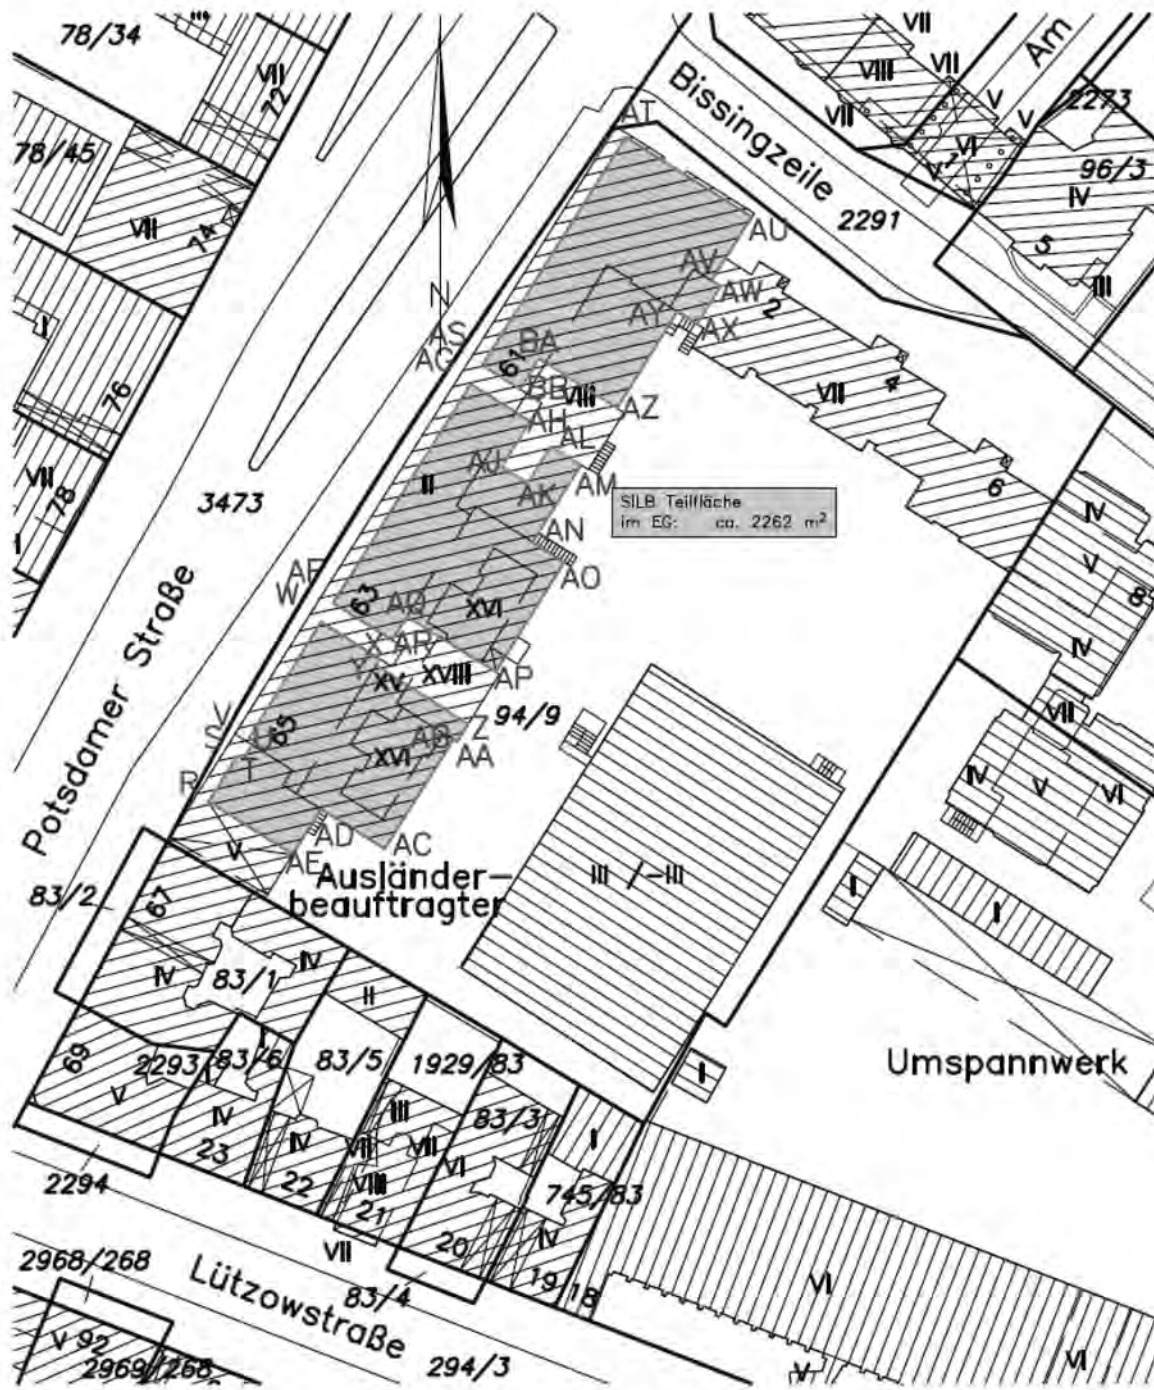 78/34
VII
72
78/45
VII
74
I
76
VII
78
I
3473
Potsdamer Straße
N
AT
Bissingzeile
2291
VII
VIII
VII
VII
V
V
VI
1
Am
2273
96/3
IV
5
III
AU
AV
AW
2
AY
AX
AS
BA
61
BB
VIII
AZ
VII
4
AH
AL
AJ
II
AK
AM
6
SILB Teilfläche
im EG: ca. 2262 m²
AN
AO
IV
V
8
IV
AF
W
63
AQ
XVI
X
AR
XVIII
XV
AP
94/9
V
65
XVI
Z
AA
VII
IV
V
VI
R
T
AD
AC
AE
V
Ausländer-
beauftragter
III /-III
I
I
83/2
67
IV
83/1
IV
II
69
2293
83/6
83/5
1929/83
83/3
I
I
Umspannwerk
V
IV
23
IV
22
III
VII
VII
VIII
21
VI
20
745/83
IV
19
18
2294
VII
2968/268
Lützowstraße
83/4
VI
V 92
2969/268
294/3
V
VI